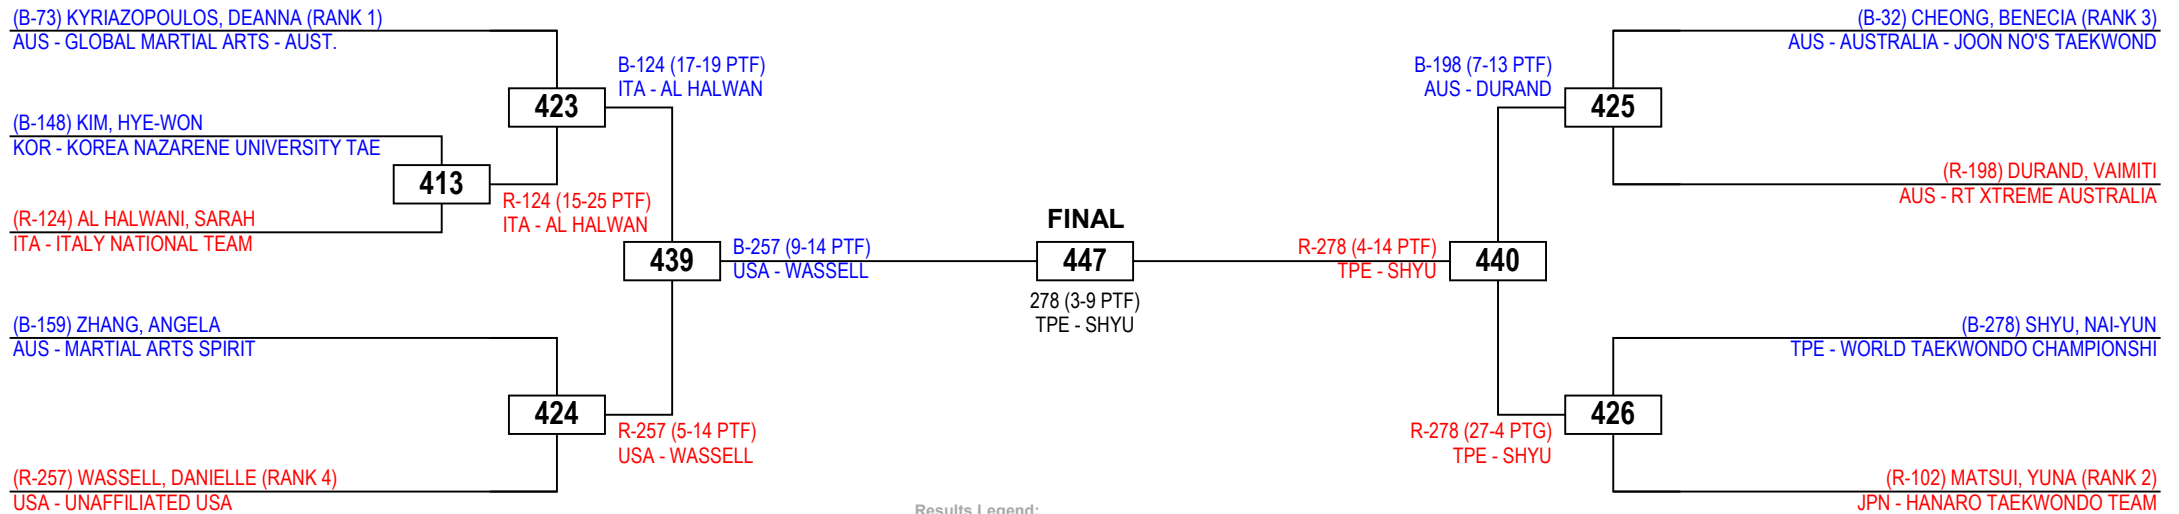 (B-73) KYRIAZOPOULOS, DEANNA (RANK 1)
AUS - GLOBAL MARTIAL ARTS - AUST.
(B-148) KIM, HYE-WON
KOR - KOREA NAZARENE UNIVERSITY TAE
(R-124) AL HALWANI, SARAH
ITA - ITALY NATIONAL TEAM
(B-159) ZHANG, ANGELA
AUS - MARTIAL ARTS SPIRIT
(R-257) WASSELL, DANIELLE (RANK 4)
USA - UNAFFILIATED USA
413
423
424
R-124 (15-25 PTF)
ITA - AL HALWAN
B-124 (17-19 PTF)
ITA - AL HALWAN
R-257 (5-14 PTF)
USA - WASSELL
439
B-257 (9-14 PTF)
USA - WASSELL
FINAL
447
278 (3-9 PTF)
TPE - SHYU
R-278 (4-14 PTF)
TPE - SHYU
440
B-198 (7-13 PTF)
AUS - DURAND
R-278 (27-4 PTG)
TPE - SHYU
425
426
(B-32) CHEONG, BENECIA (RANK 3)
AUS - AUSTRALIA - JOON NO'S TAEKWOND
(R-198) DURAND, VAIMITI
AUS - RT XTREME AUSTRALIA
(B-278) SHYU, NAI-YUN
TPE - WORLD TAEKWONDO CHAMPIONSHI
(R-102) MATSUI, YUNA (RANK 2)
JPN - HANARO TAEKWONDO TEAM
Results Legend: